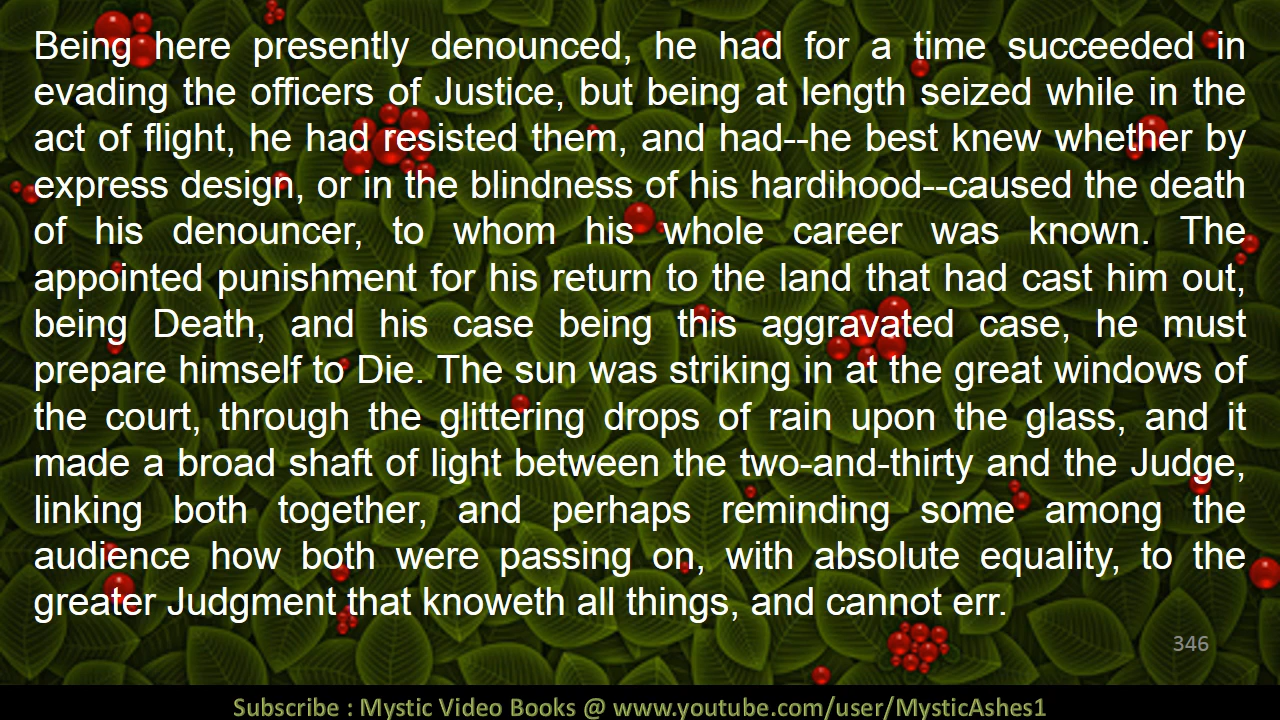 Being here presently denounced, he had for a time succeeded in
evading the officers of Justice, but being at length seized while in the
act of flight, he had resisted them, and had--he best knew whether by
express design, or in the blindness of his hardihood--caused the death
of his denouncer, to whom his whole career was known. The
appointed punishment for his return to the land that had cast him out,
being Death, and his case being this aggravated case, he must
prepare himself to Die. The sun was striking in at the great windows of
the court, through the glittering drops of rain upon the glass, and it
made a broad shaft of light between the two-and-thirty and the Judge,
linking both together, and perhaps reminding some among the
audience how both were passing on, with absolute equality, to the
greater Judgment that knoweth all things, and cannot err.
346
Subscribe : Mystic Video Books @ www.youtube.com/user/MysticAshes1